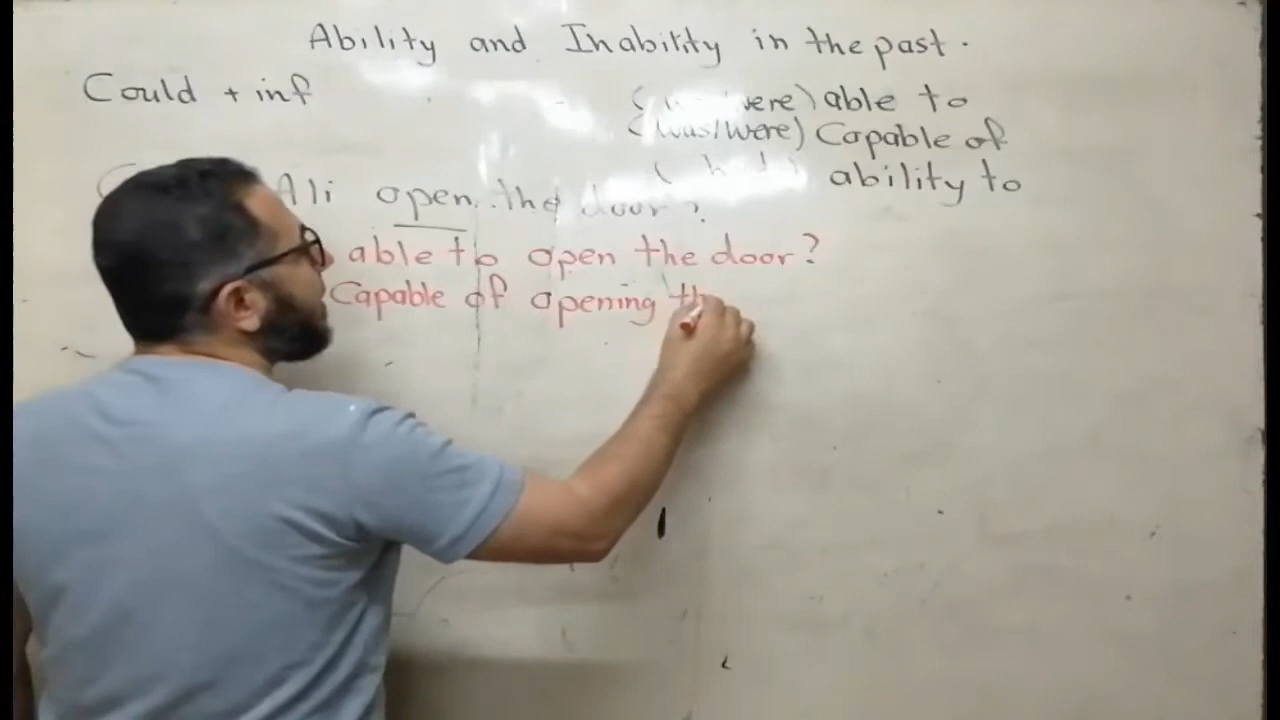 Ability and Inability in the past.
Could + inf
were) able to
(was/were) Capable of
ability to
Ali open the door?
able to open the door?
Capable of opening th